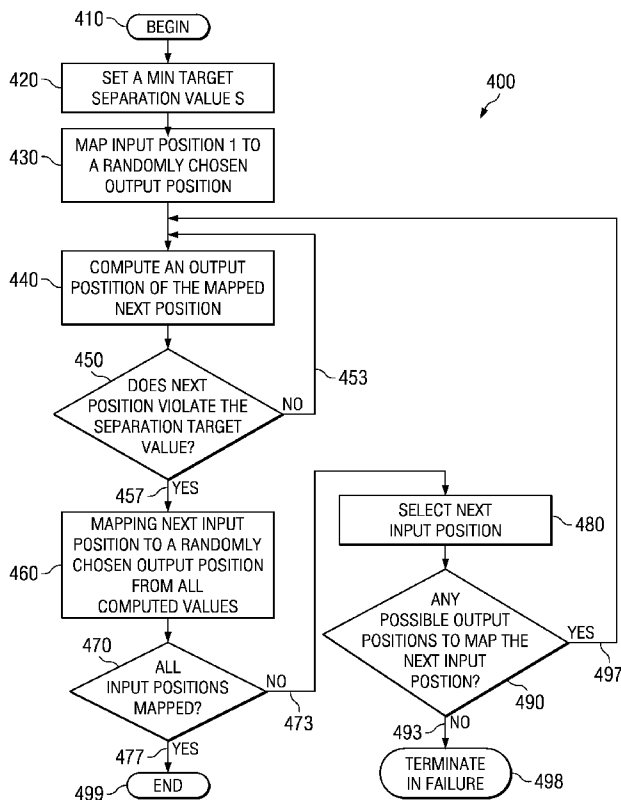 410
BEGIN
420
SET A MIN TARGET
SEPARATION VALUE S
400
430
MAP INPUT POSITION 1 TO
A RANDOMLY CHOSEN
OUTPUT POSITION
440
COMPUTE AN OUTPUT
POSTITION OF THE MAPPED
NEXT POSITION
450
DOES NEXT
POSITION VIOLATE THE
SEPARATION TARGET
VALUE?
NO
453
457
YES
460
MAPPING NEXT INPUT
POSITION TO A RANDOMLY
CHOSEN OUTPUT POSITION
FROM ALL
COMPUTED VALUES
470
ALL
INPUT POSITIONS
MAPPED?
NO
473
477
YES
499
END
SELECT NEXT
INPUT POSITION
480
ANY
POSSIBLE OUTPUT
POSITIONS TO MAP THE
NEXT INPUT
POSTION?
YES
497
490
493
NO
TERMINATE
IN FAILURE
498